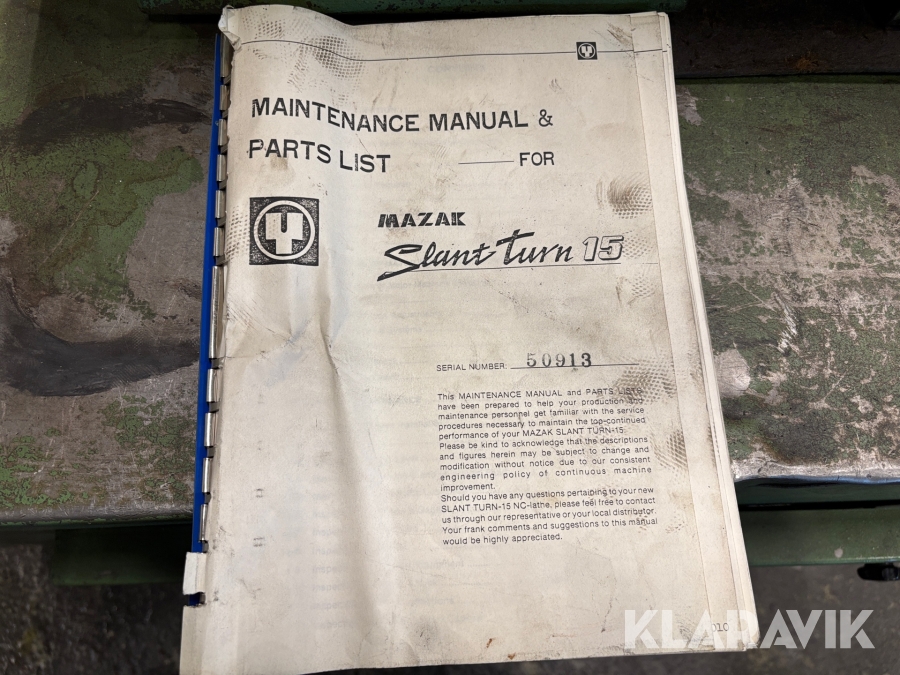 MAINTENANCE MANUAL &
PARTS LIST —— FOR
MAZAK
Slant Turn 15
SERIAL NUMBER: 50913
This MAINTENANCE MANUAL and PARTS LISTS
have been prepared to help your production and
maintenance personnel get familiar with the service
procedures necessary to maintain the top-continued
performance of your MAZAK SLANT TURN-15.
Please be kind to acknowledge that the descriptions
and figures herein may be subject to change and
modification without notice due to our consistent
engineering policy of continuous machine
improvement.
Should you have any questions pertaining to your new
SLANT TURN-15 NC-lathe, please feel free to contact
us through our representative or your local distributor.
Your frank comments and suggestions to this manual
would be highly appreciated.
KLARAVIK